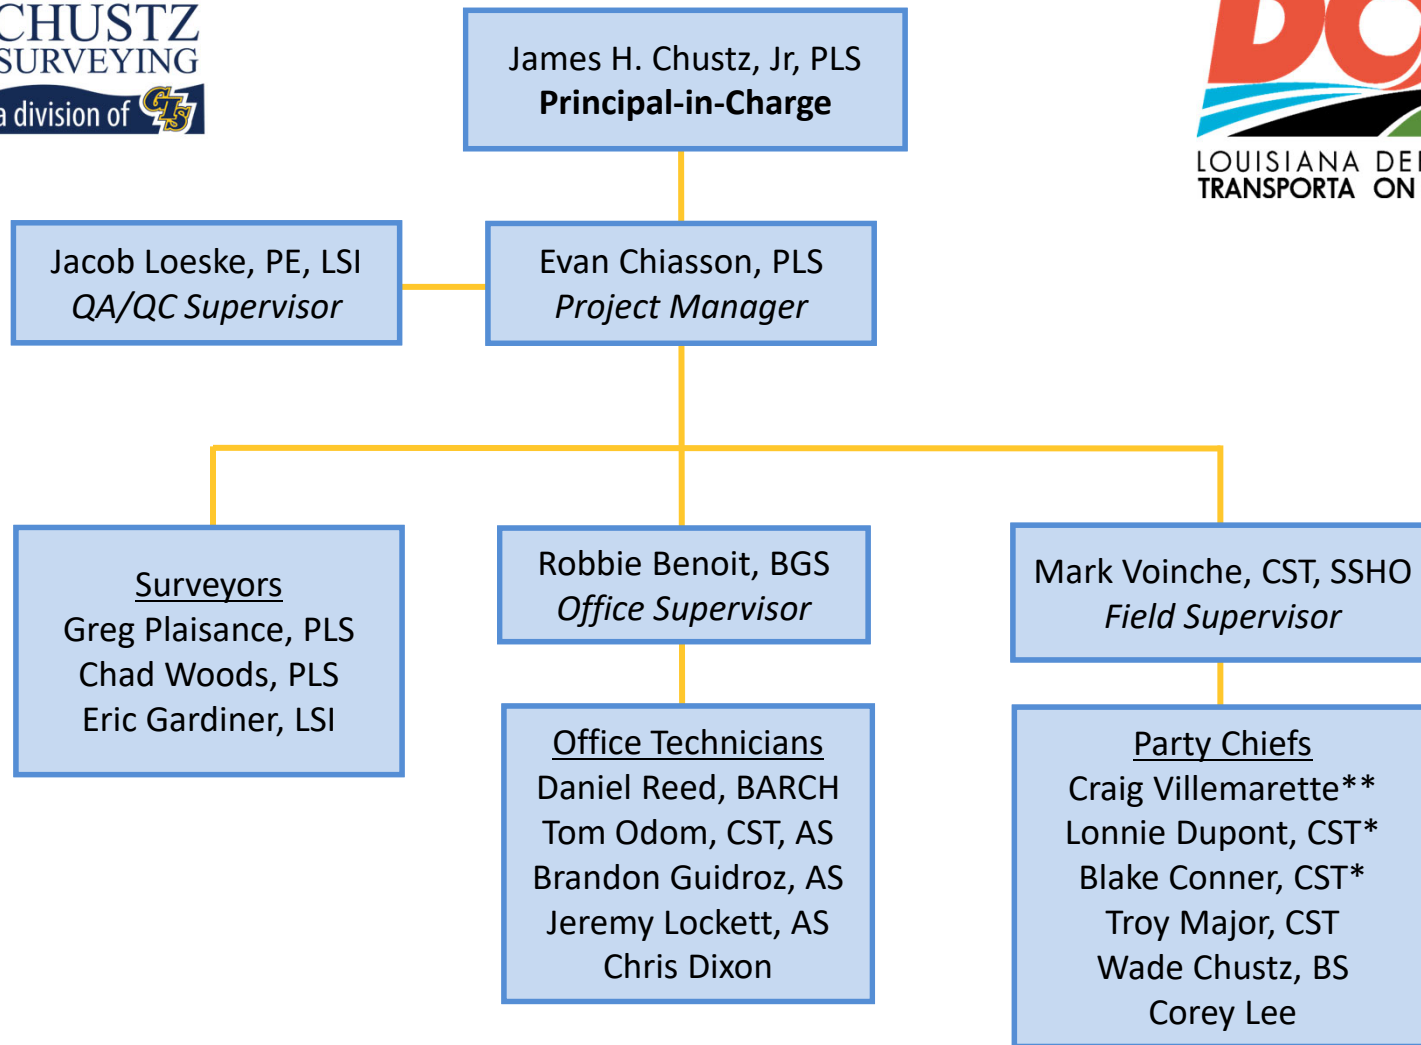 CHUSTZ
SURVEYING
a division of GTS
LOUISIANA
TRANSPORTA ON
James H. Chustz, Jr, PLS
Principal-in-Charge
Jacob Loeske, PE, LSI
QA/QC Supervisor
Evan Chiasson, PLS
Project Manager
Surveyors
Greg Plaisance, PLS
Chad Woods, PLS
Eric Gardiner, LSI
Robbie Benoit, BGS
Office Supervisor
Office Technicians
Daniel Reed, BARCH
Tom Odom, CST, AS
Brandon Guidroz, AS
Jeremy Lockett, AS
Chris Dixon
Mark Voinche, CST, SSHO
Field Supervisor
Party Chiefs
Craig Villemarette**
Lonnie Dupont, CST*
Blake Conner, CST*
Troy Major, CST
Wade Chustz, BS
Corey Lee